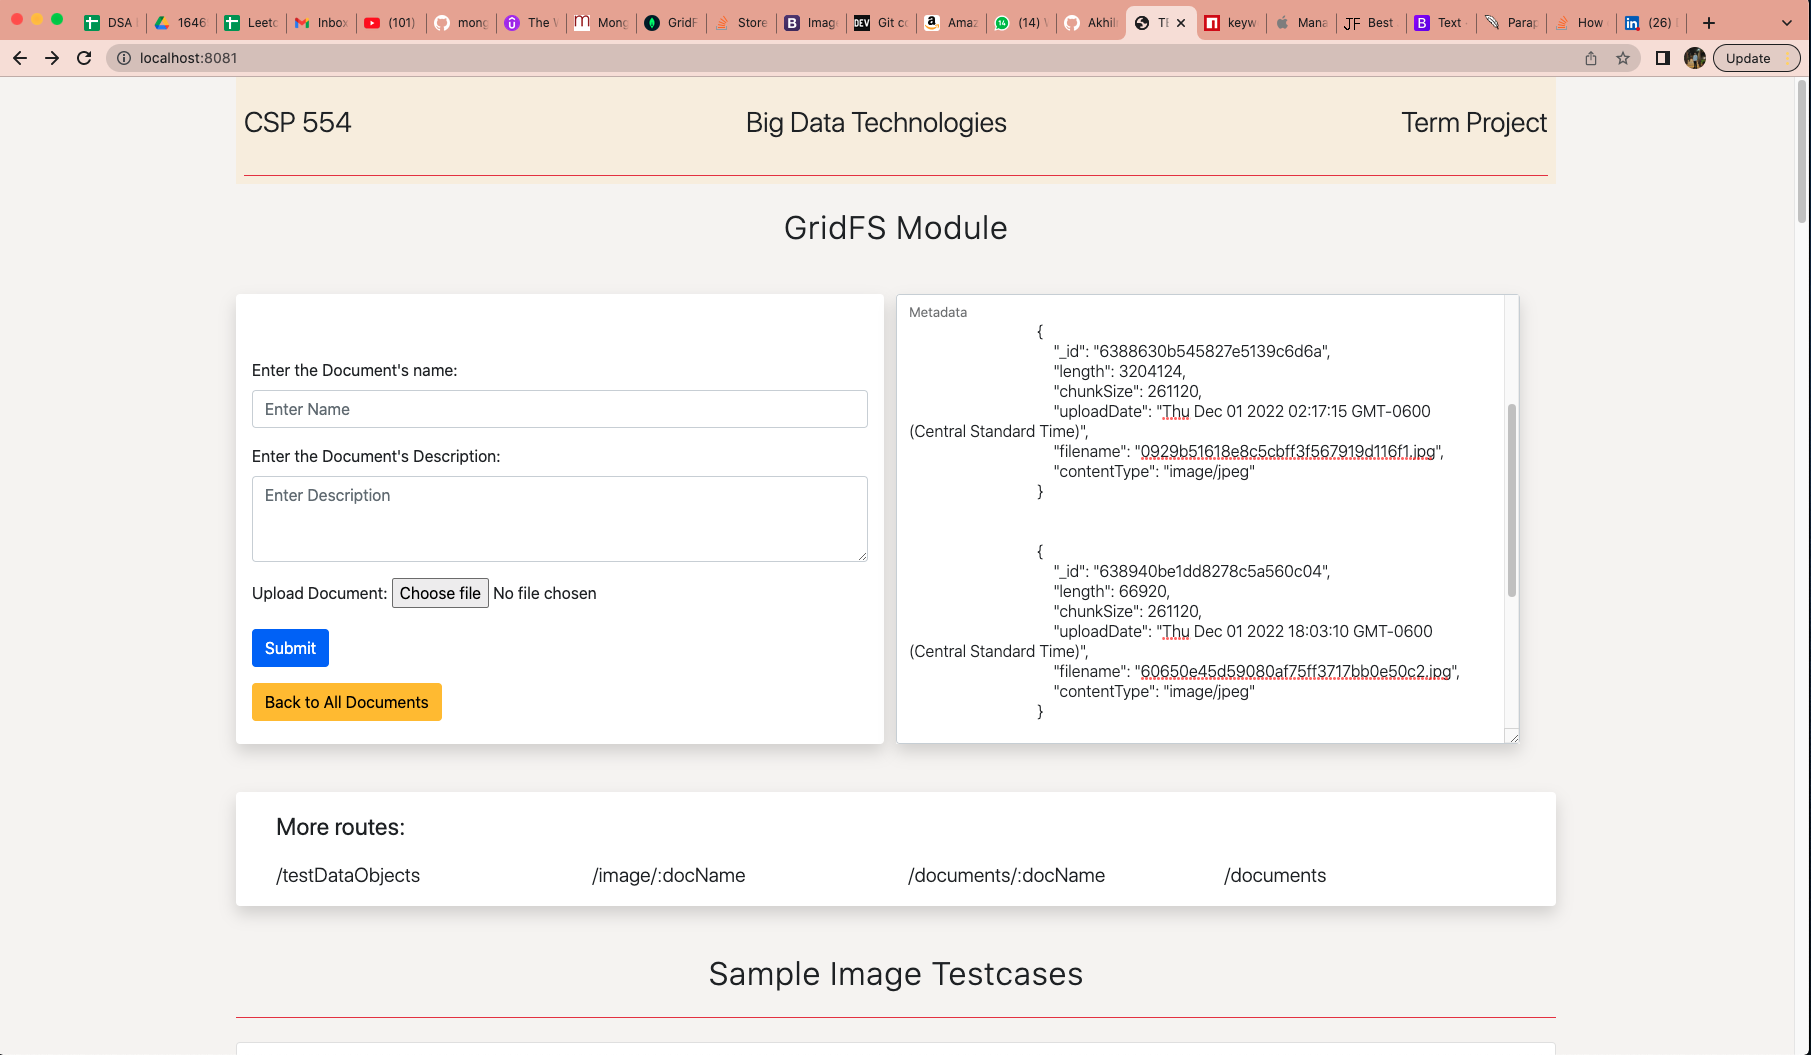 DSA
1646
Leetc
Inbox
(101)
mong
The V
Mong
GridF
Store
Image
DEV Git co
Amaz
(14)
Akhil
TE
keyw
Mana
JF Best
B Text
Parap
How
(26)
localhost:8081
Update
CSP 554 Big Data Technologies Term Project
GridFS Module
Enter the Document's name:
Enter Name
Enter the Document's Description:
Enter Description
Upload Document: Choose file No file chosen
Submit
Back to All Documents
Metadata
{
"_id": "6388630b545827e5139c6d6a",
"length": 3204124,
"chunkSize": 261120,
"uploadDate": "Thu Dec 01 2022 02:17:15 GMT-0600
(Central Standard Time)",
"filename": "0929b51618e8c5cbff3f567919d116f1.jpg",
"contentType": "image/jpeg"
}
{
"_id": "638940be1dd8278c5a560c04",
"length": 66920,
"chunkSize": 261120,
"uploadDate": "Thu Dec 01 2022 18:03:10 GMT-0600
(Central Standard Time)",
"filename": "60650e45d59080af75ff3717bb0e50c2.jpg",
"contentType": "image/jpeg"
}
More routes:
/testDataObjects /image/:docName /documents/:docName /documents
Sample Image Testcases